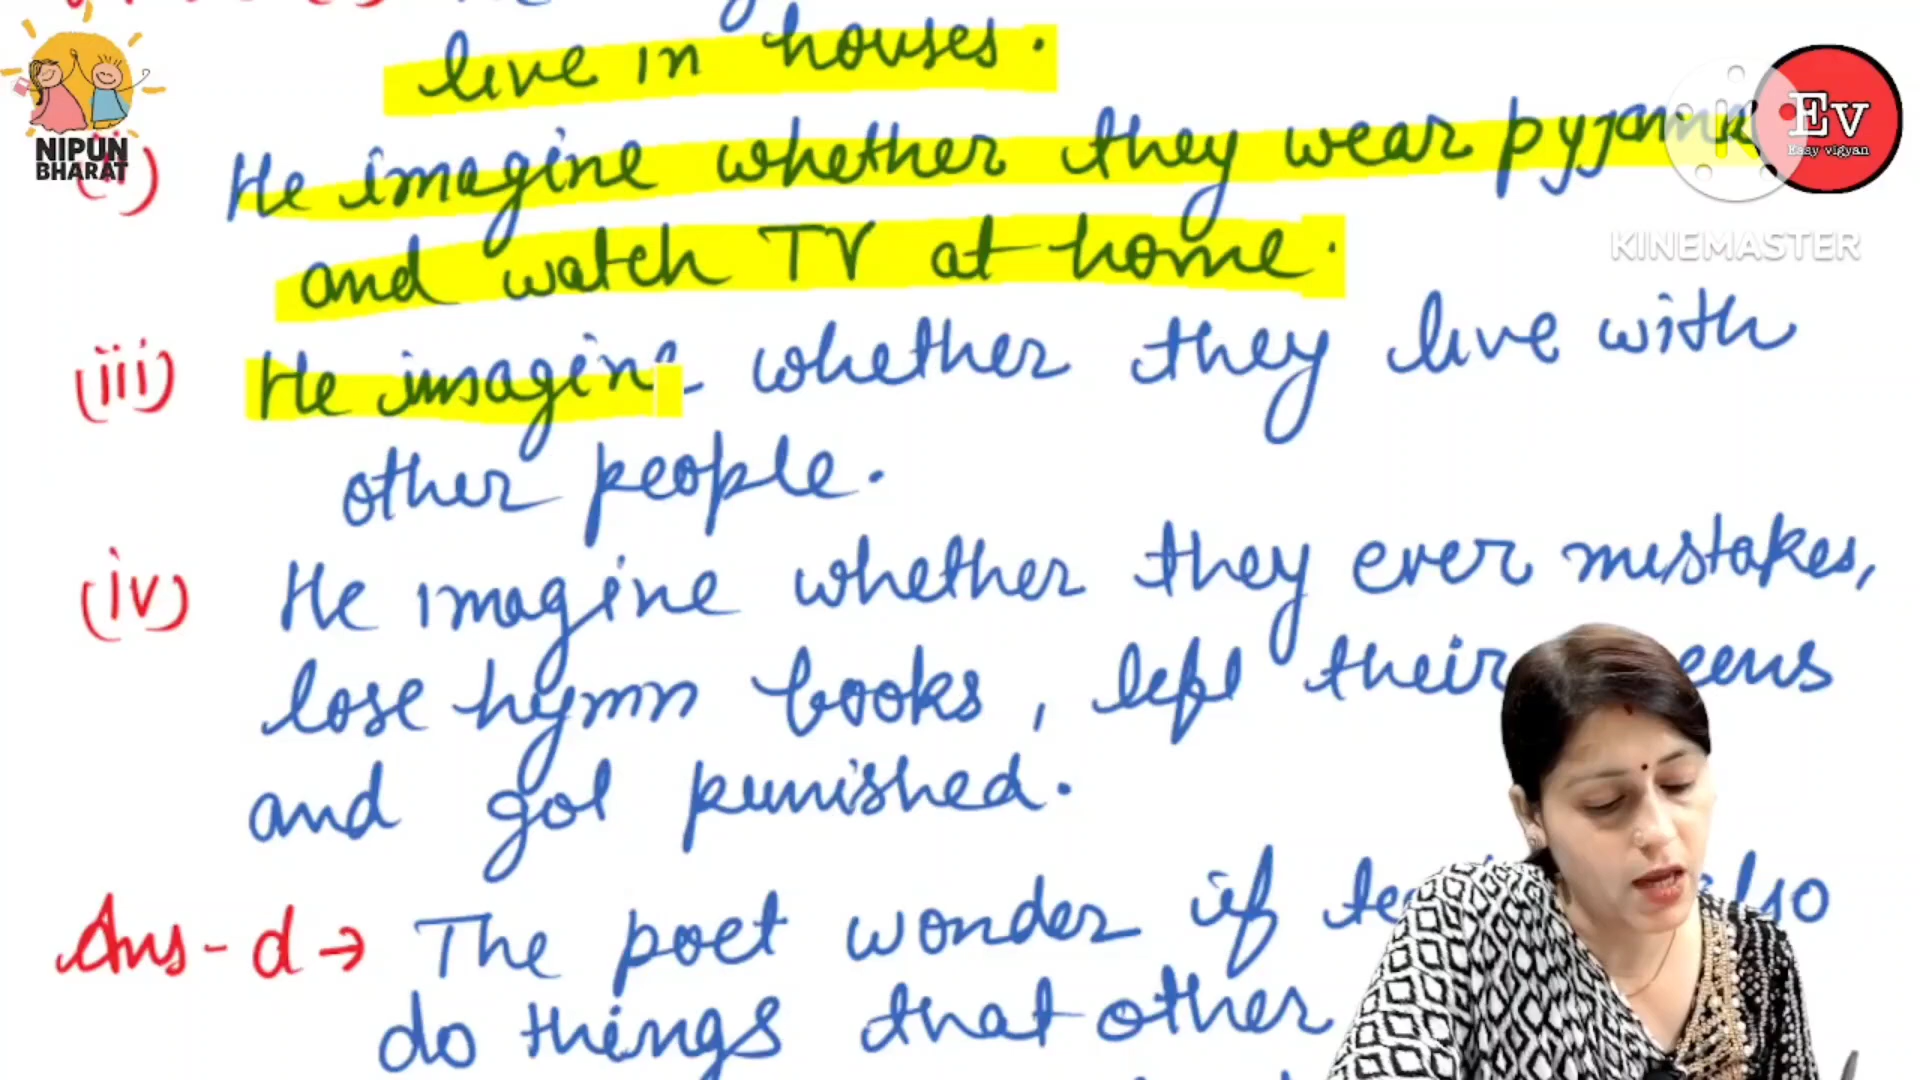 live in houses.
NIPUN
BHARAT
Ev
Easy vigyan
KINEMASTER
He imagine whether they wear
and watch TV at home.
(iii) He imagine whether they live with
other people.
(iv) He imagine whether they ever mistakes,
lose hymn books, left their
and got punished.
Ans-d→ The poet wonder if
do things that other